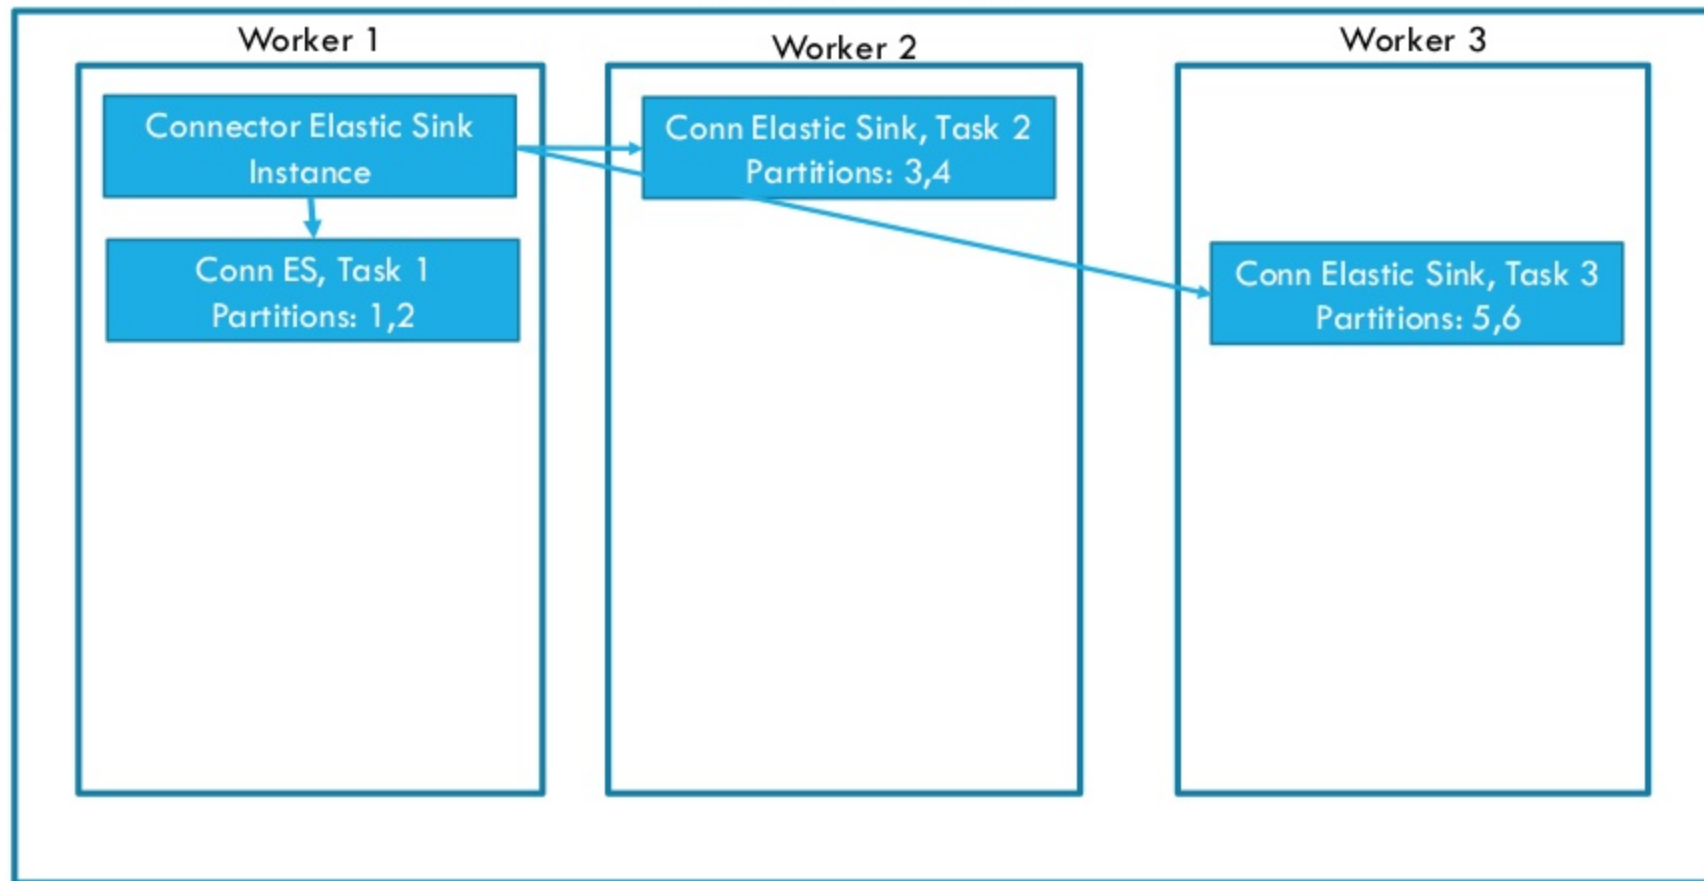 Worker 1
Connector Elastic Sink
Instance
Conn ES, Task 1
Partitions: 1,2
Worker 2
Conn Elastic Sink, Task 2
Partitions: 3,4
Worker 3
Conn Elastic Sink, Task 3
Partitions: 5,6